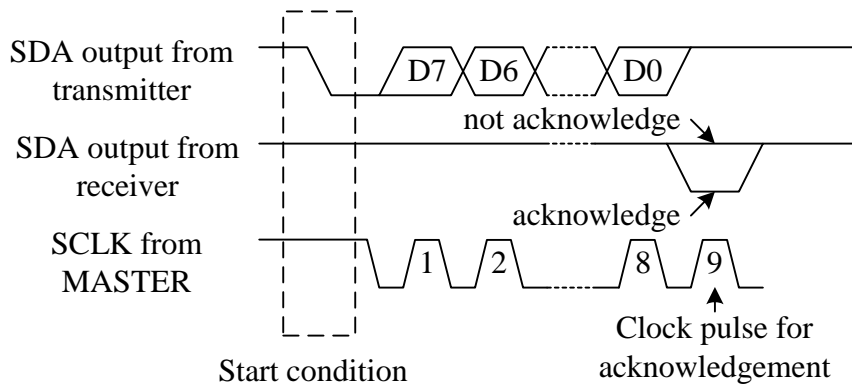 SDA output from
transmitter
D7
D6
D0
not acknowledge
SDA output from
receiver
acknowledge
SCLK from
MASTER
1
2
8
9
Clock pulse for
acknowledgement
Start condition